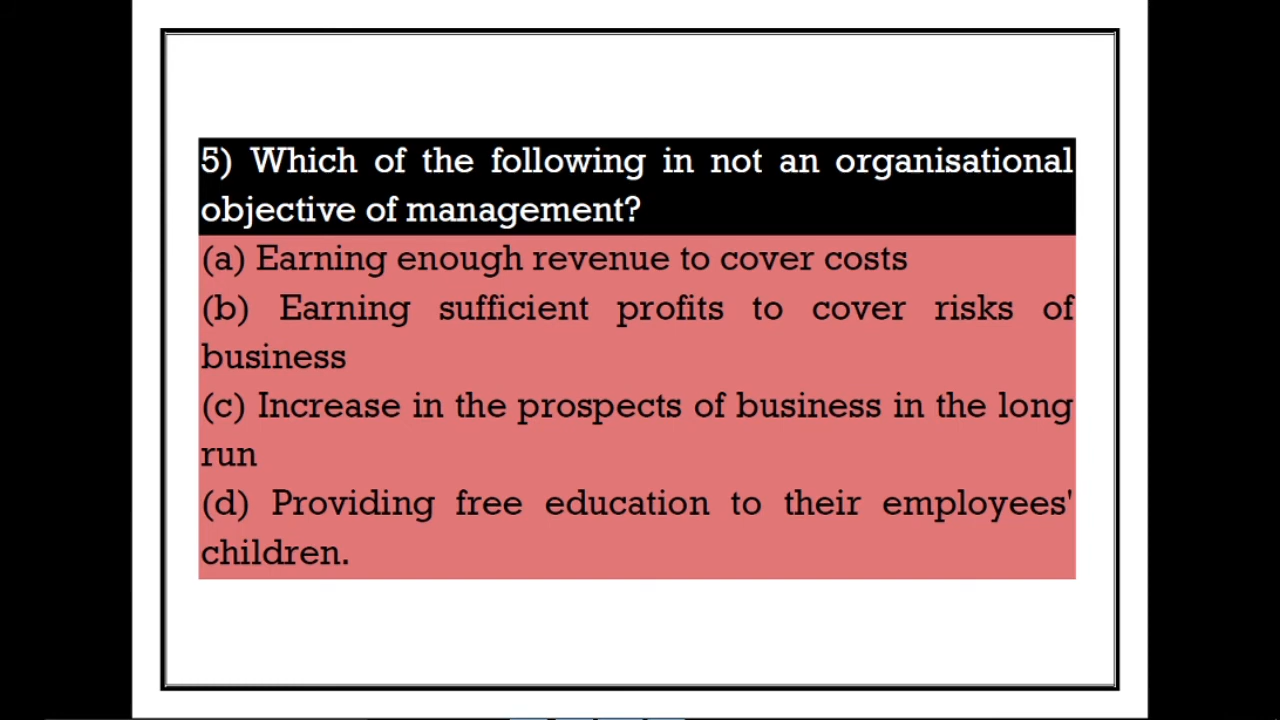 5) Which of the following in not an organisational
objective of management?
(a) Earning enough revenue to cover costs
(b) Earning sufficient profits to cover risks of
business
(c) Increase in the prospects of business in the long
run
(d) Providing free education to their employees'
children.